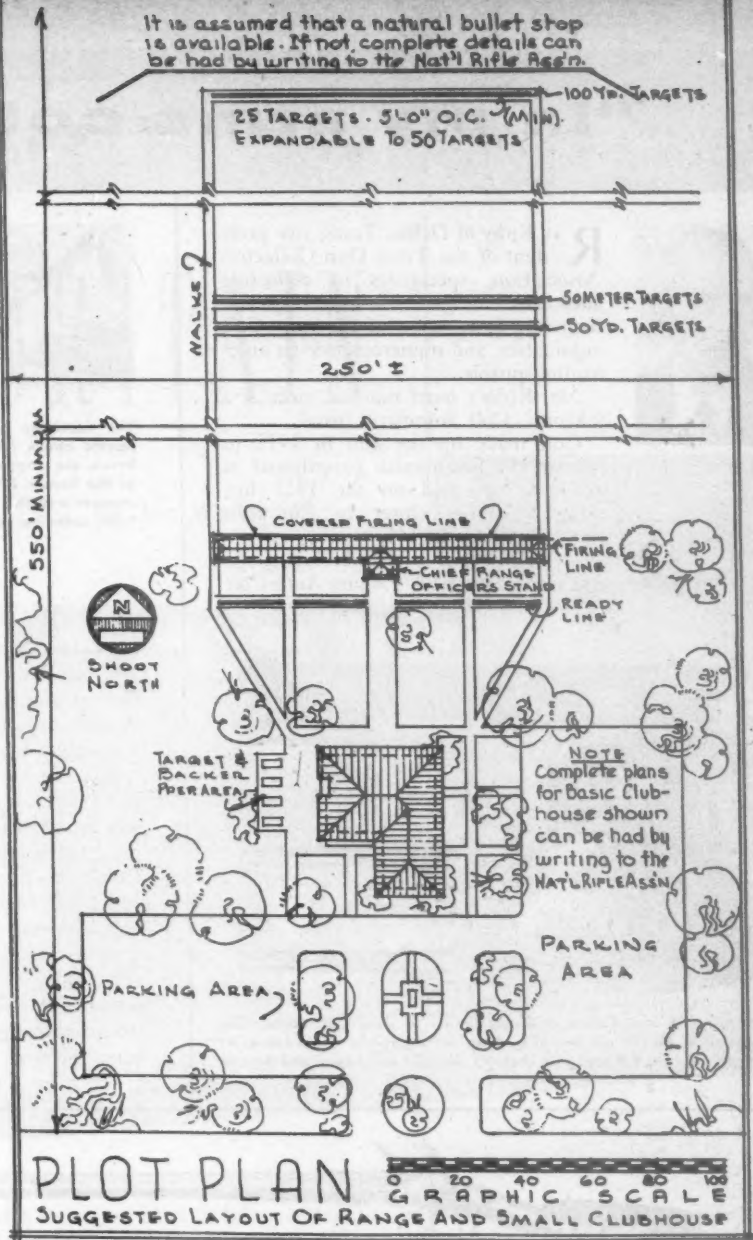 It is assumed that a natural bullet stop
is available. If not complete details can
be had by writing to the Nat'l Rifle Ass'n.
100 YD. TARGETS
25 TARGETS - 5'-0" O.C. (MIN).
EXPANDABLE TO 50 TARGETS
WALKS
50 METER TARGETS
50 YD. TARGETS
250' ±
550' MINIMUM
COVERED FIRING LINE
FIRING
LINE
CHIEF RANGE
OFFICER'S STAND
READY
LINE
N
SHOOT
NORTH
TARGET &
BACKER
AREA
NOTE
Complete plans
for Basic Club-
house shown
can be had by
writing to the
NAT'L RIFLE ASS'N
PARKING
AREA
PARKING AREA
PLOT PLAN
0 20 40 60 80 100
GRAPHIC SCALE
SUGGESTED LAYOUT OF RANGE AND SMALL CLUBHOUSE